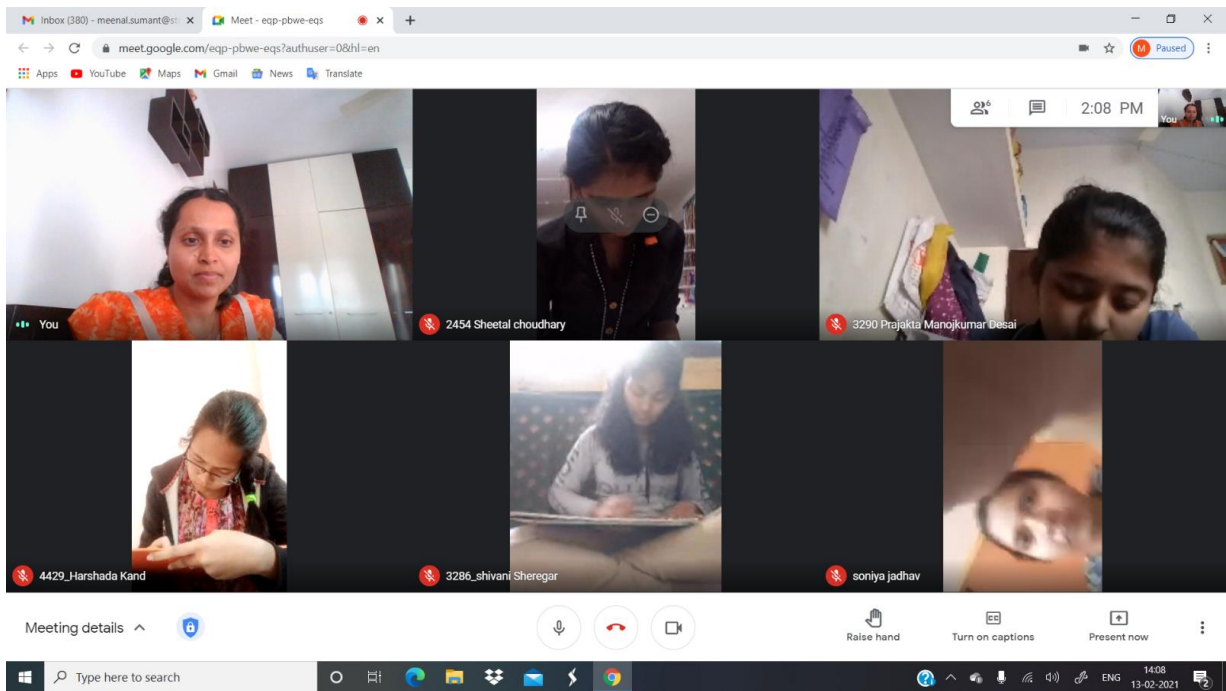 Inbox (380) - meenal.sumant@st
Meet - eqp-pbwe-eqs
meet.google.com/eqp-pbwe-eqs?authuser=0&hl=en
Paused
M
Apps
YouTube
Maps
Gmail
News
Translate
6
2:08 PM
You
You
2454 Sheetal choudhary
3290 Prajakta Manojkumar Desai
4429_Harshada Kand
3286_shivani Sheregar
soniya jadhav
Meeting details
Raise hand
Turn on captions
Present now
Type here to search
ENG
14:08
13-02-2021
2